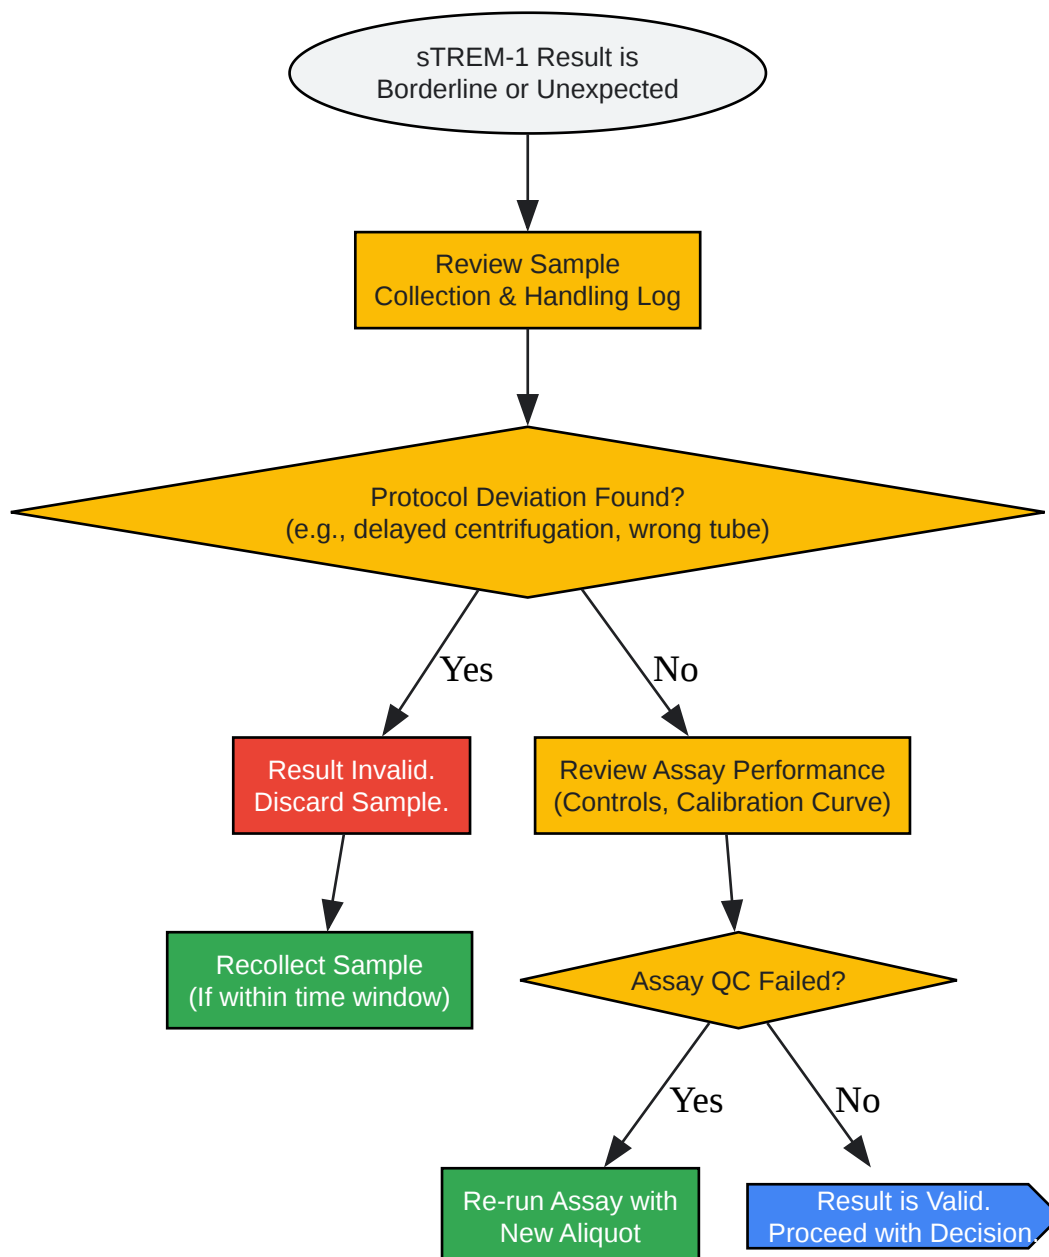 sTREM-1 Result is
Borderline or Unexpected
Review Sample
Collection & Handling Log
Protocol Deviation Found?
(e.g., delayed centrifugation, wrong tube)
Yes
No
Result Invalid.
Discard Sample.
Review Assay Performance
(Controls, Calibration Curve)
Recollect Sample
(If within time window)
Assay QC Failed?
Yes
No
Re-run Assay with
New Aliquot
Result is Valid.
Proceed with Decision.